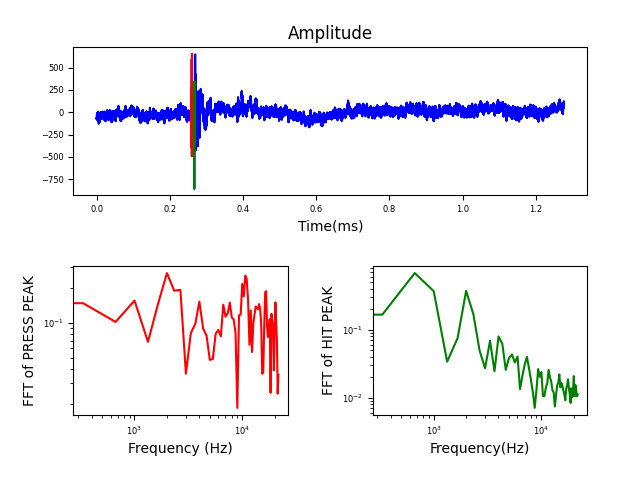 Amplitude
500
250
0
−250
−500
−750
0.0 0.2 0.4 0.6 0.8 1.0 1.2
Time(ms)
FFT of PRESS PEAK
10⁻¹
10³ 10⁴
Frequency (Hz)
FFT of HIT PEAK
10⁻¹
10⁻²
10³ 10⁴
Frequency(Hz)